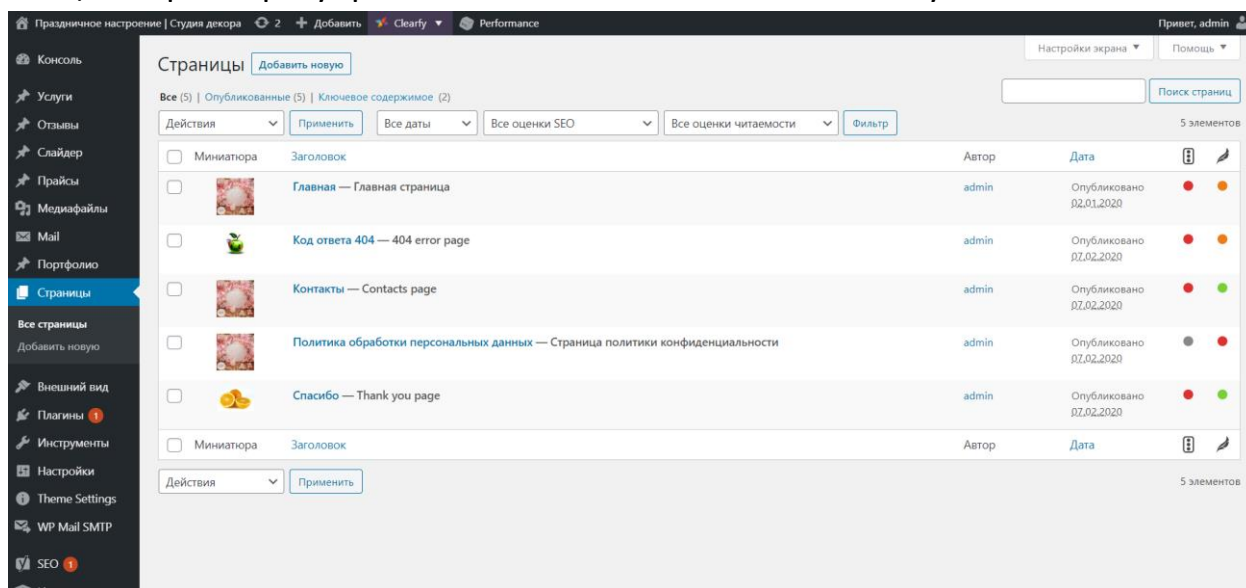 Праздничное настроение | Студия декора 2 Добавить Clearfy Performance Привет, admin
Консоль
Услуги
Отзывы
Слайдер
Прайсы
Медиафайлы
Mail
Портфолио
Страницы
Все страницы
Добавить новую
Внешний вид
Плагины 1
Инструменты
Настройки
Theme Settings
WP Mail SMTP
SEO 1
Настройки экрана Помощь
Страницы Добавить новую
Все (5) | Опубликованные (5) | Ключевое содержимое (2)
Поиск страниц
Действия Применить Все даты Все оценки SEO Все оценки читаемости Фильтр 5 элементов
Миниатюра Заголовок Автор Дата
Главная — Главная страница admin Опубликовано
02.01.2020
Код ответа 404 — 404 error page admin Опубликовано
07.02.2020
Контакты — Contacts page admin Опубликовано
07.02.2020
Политика обработки персональных данных — Страница политики конфиденциальности admin Опубликовано
07.02.2020
Спасибо — Thank you page admin Опубликовано
07.02.2020
Миниатюра Заголовок Автор Дата
Действия Применить 5 элементов